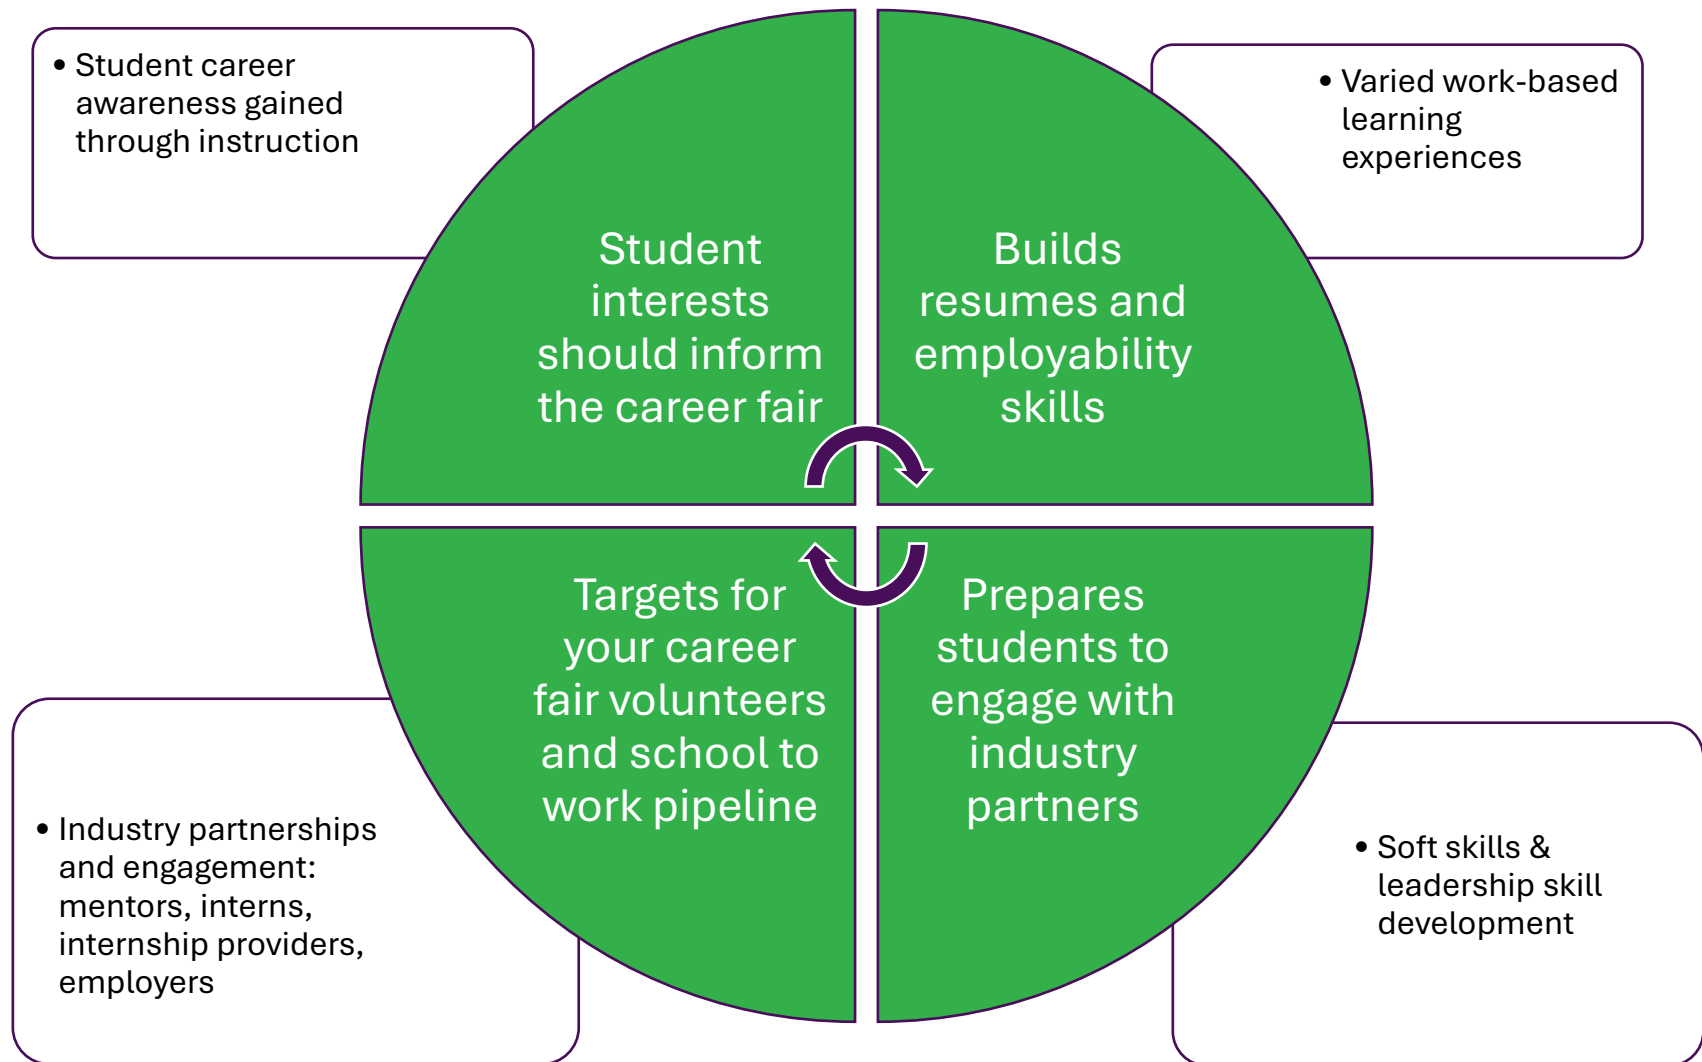 • Student career
awareness gained
through instruction
• Varied work-based
learning
experiences
Student
interests
should inform
the career fair
Builds
resumes and
employability
skills
Targets for
your career
fair volunteers
and school to
work pipeline
Prepares
students to
engage with
industry
partners
• Industry partnerships
and engagement:
mentors, interns,
internship providers,
employers
• Soft skills &
leadership skill
development